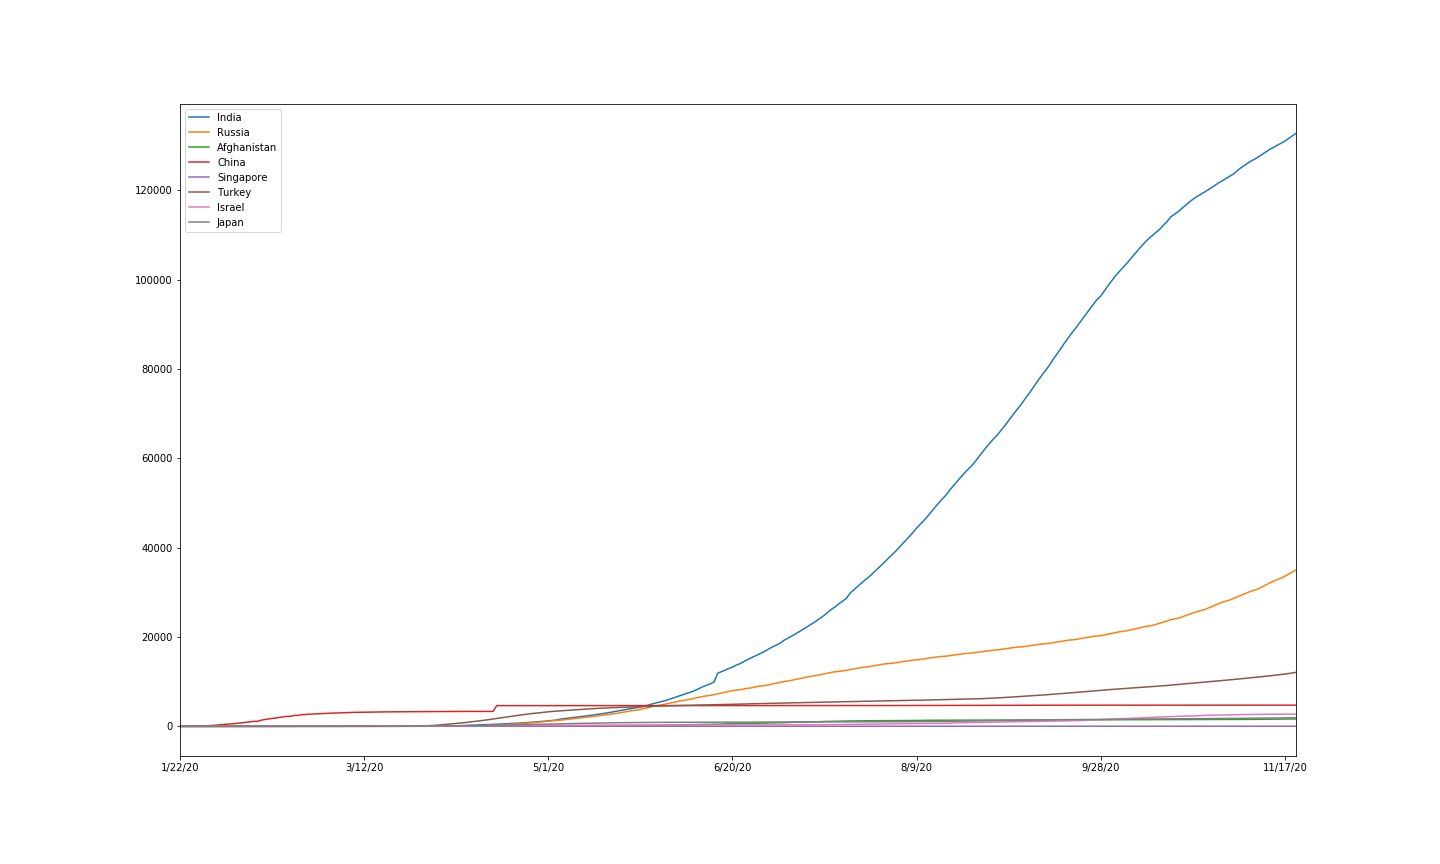 India
Russia
Afghanistan
China
Singapore
Turkey
Israel
Japan
120000
100000
80000
60000
40000
20000
0
1/22/20 3/12/20 5/1/20 6/20/20 8/9/20 9/28/20 11/17/20